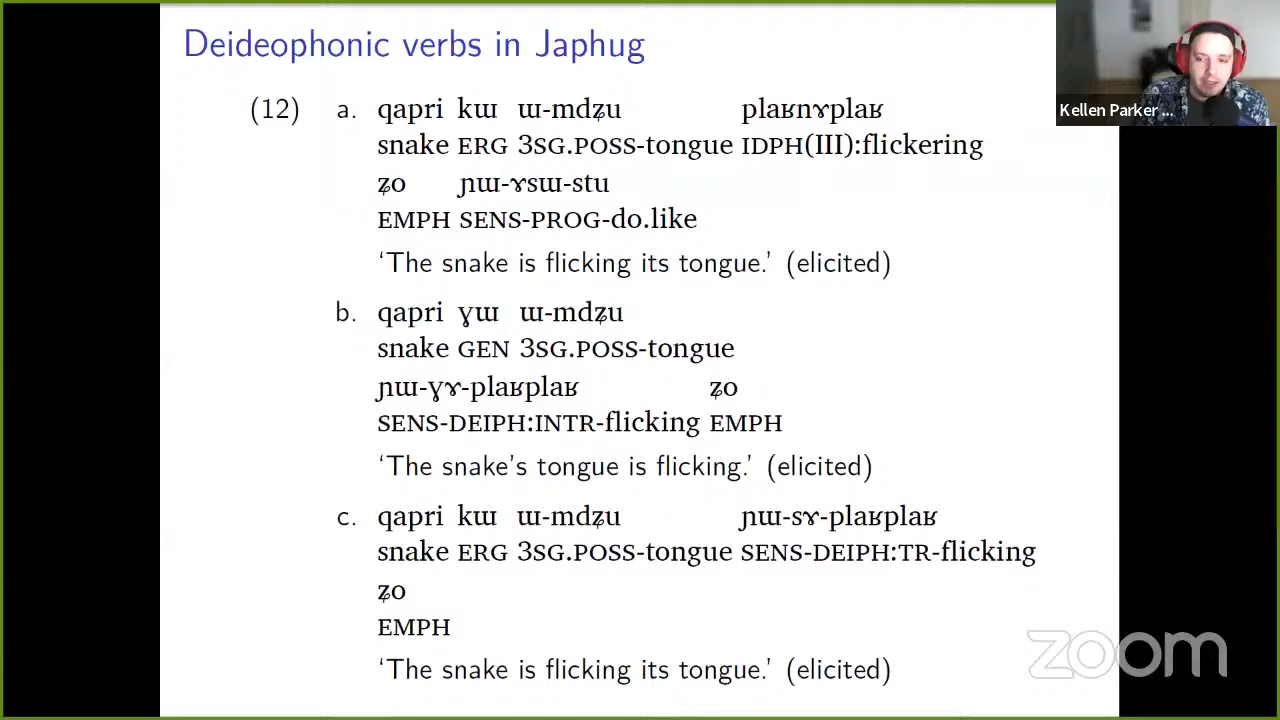 Deideophonic verbs in Japhug
Kellen Parker ...
(12) a. qapri kɯ ɯ-mdʑu plaʁnɤplaʁ
snake ERG 3SG.POSS-tongue IDPH(III):flickering
ʑo ɲɯ-ɤsɯ-stu
EMPH SENS-PROG-do.like
‘The snake is flicking its tongue.’ (elicited)
b. qapri ɣɯ ɯ-mdʑu
snake GEN 3SG.POSS-tongue
ɲɯ-ɣɤ-plaʁplaʁ ʑo
SENS-DEIPH:INTR-flicking EMPH
‘The snake’s tongue is flicking.’ (elicited)
c. qapri kɯ ɯ-mdʑu ɲɯ-sɤ-plaʁplaʁ
snake ERG 3SG.POSS-tongue SENS-DEIPH:TR-flicking
ʑo
EMPH
‘The snake is flicking its tongue.’ (elicited)
zoom